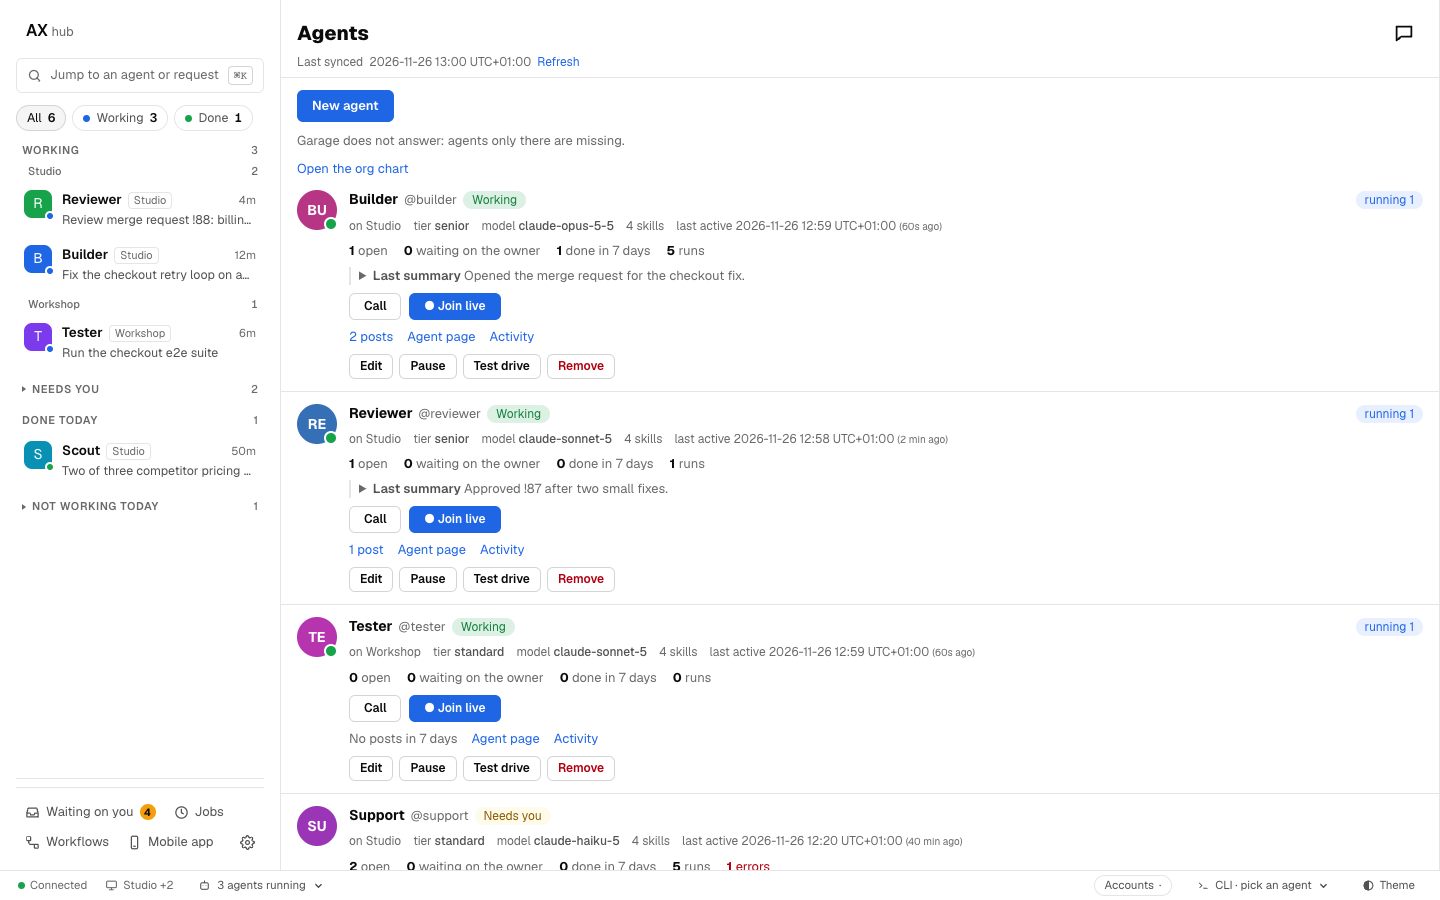 AX hub
Jump to an agent or request ⌘K
All 6 Working 3 Done 1
WORKING 3
Studio 2
R Reviewer Studio 4m
Review merge request !88: billin…
B Builder Studio 12m
Fix the checkout retry loop on a…
Workshop 1
T Tester Workshop 6m
Run the checkout e2e suite
NEEDS YOU 2
DONE TODAY 1
S Scout Studio 50m
Two of three competitor pricing …
NOT WORKING TODAY 1
Waiting on you 4 Jobs
Workflows Mobile app
Agents
Last synced 2026-11-26 13:00 UTC+01:00 Refresh
New agent
Garage does not answer: agents only there are missing.
Open the org chart
BU Builder @builder Working running 1
on Studio tier senior model claude-opus-5-5 4 skills last active 2026-11-26 12:59 UTC+01:00 (60s ago)
1 open 0 waiting on the owner 1 done in 7 days 5 runs
Last summary Opened the merge request for the checkout fix.
Call Join live
2 posts Agent page Activity
Edit Pause Test drive Remove
RE Reviewer @reviewer Working running 1
on Studio tier senior model claude-sonnet-5 4 skills last active 2026-11-26 12:58 UTC+01:00 (2 min ago)
1 open 0 waiting on the owner 0 done in 7 days 1 runs
Last summary Approved !87 after two small fixes.
Call Join live
1 post Agent page Activity
Edit Pause Test drive Remove
TE Tester @tester Working running 1
on Workshop tier standard model claude-sonnet-5 4 skills last active 2026-11-26 12:59 UTC+01:00 (60s ago)
0 open 0 waiting on the owner 0 done in 7 days 0 runs
Call Join live
No posts in 7 days Agent page Activity
Edit Pause Test drive Remove
SU Support @support Needs you
on Studio tier standard model claude-haiku-5 4 skills last active 2026-11-26 12:20 UTC+01:00 (40 min ago)
2 open 0 waiting on the owner 0 done in 7 days 5 runs 1 errors
Connected Studio +2 3 agents running Accounts · CLI · pick an agent Theme